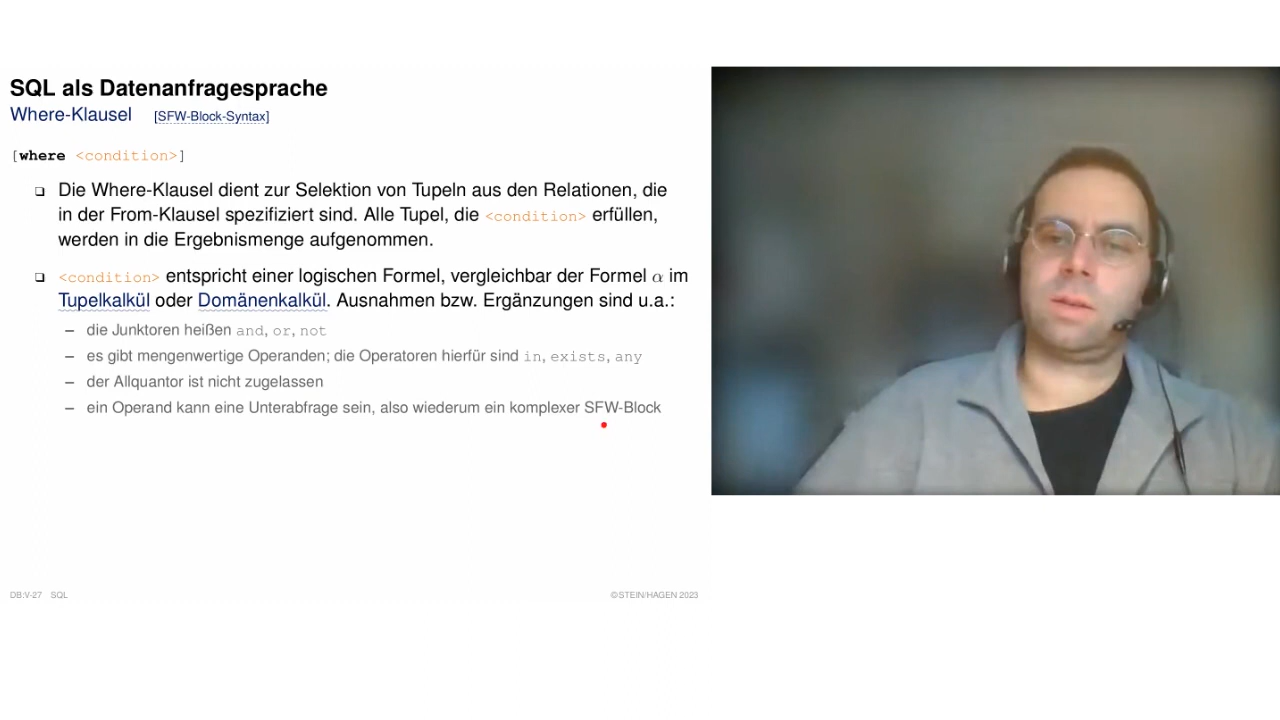 SQL als Datenanfragesprache
Where-Klausel [SFW-Block-Syntax]
[where <condition>]
❑ Die Where-Klausel dient zur Selektion von Tupeln aus den Relationen, die
in der From-Klausel spezifiziert sind. Alle Tupel, die <condition> erfüllen,
werden in die Ergebnismenge aufgenommen.
❑ <condition> entspricht einer logischen Formel, vergleichbar der Formel α im
Tupelkalkül oder Domänenkalkül. Ausnahmen bzw. Ergänzungen sind u.a.:
– die Junktoren heißen and, or, not
– es gibt mengenwertige Operanden; die Operatoren hierfür sind in, exists, any
– der Allquantor ist nicht zugelassen
– ein Operand kann eine Unterabfrage sein, also wiederum ein komplexer SFW-Block
DB:V-27 SQL ©STEIN/HAGEN 2023